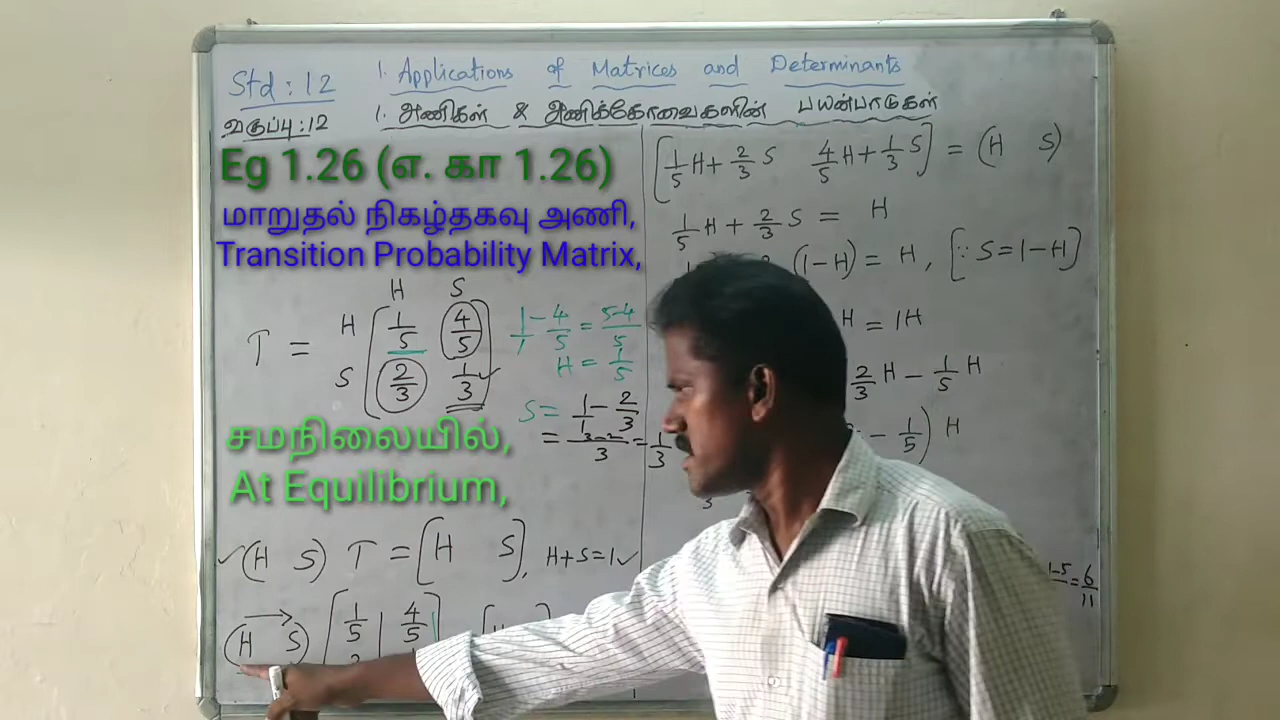 Std : 12
1. Applications of Matrices and Determinants
வகுப்பு : 12
1. அணிகள் & அணிக்கோவைகளின் பயன்பாடுகள்
Eg 1.26 (எ. கா 1.26)
மாறுதல் நிகழ்தகவு அணி,
Transition Probability Matrix,
H S
T = H [1/5 4/5]
S [2/3 1/3] ✓
1/1 - 4/5 = 5-4/5
H = 1/5
S = 1/1 - 2/3
= 3-2/3 = 1/3
சமநிலையில்,
At Equilibrium,
✓ (H S) T = [H S], H+S=1 ✓
(H S) [1/5 4/5]
[1/5 H + 2/3 S 4/5 H + 1/3 S] = (H S)
1/5 H + 2/3 S = H
(1-H) = H, [∵ S=1-H]
H = 1H
2/3 H - 1/5 H
- 1/5) H
= 6/11